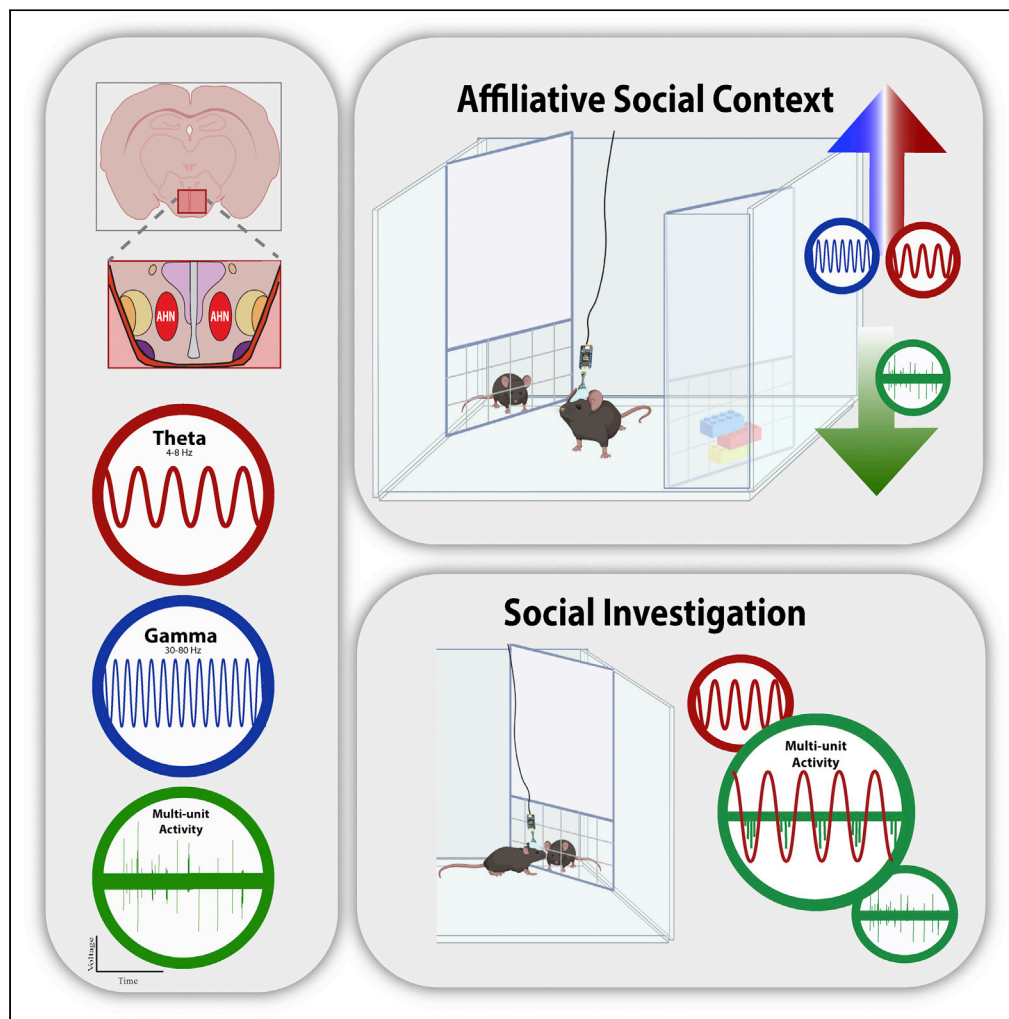 AHN
AHN
Theta
4-8 Hz
Gamma
30-80 Hz
Multi-unit
Activity
Voltage
Time
Affiliative Social Context
Social Investigation
Multi-unit
Activity